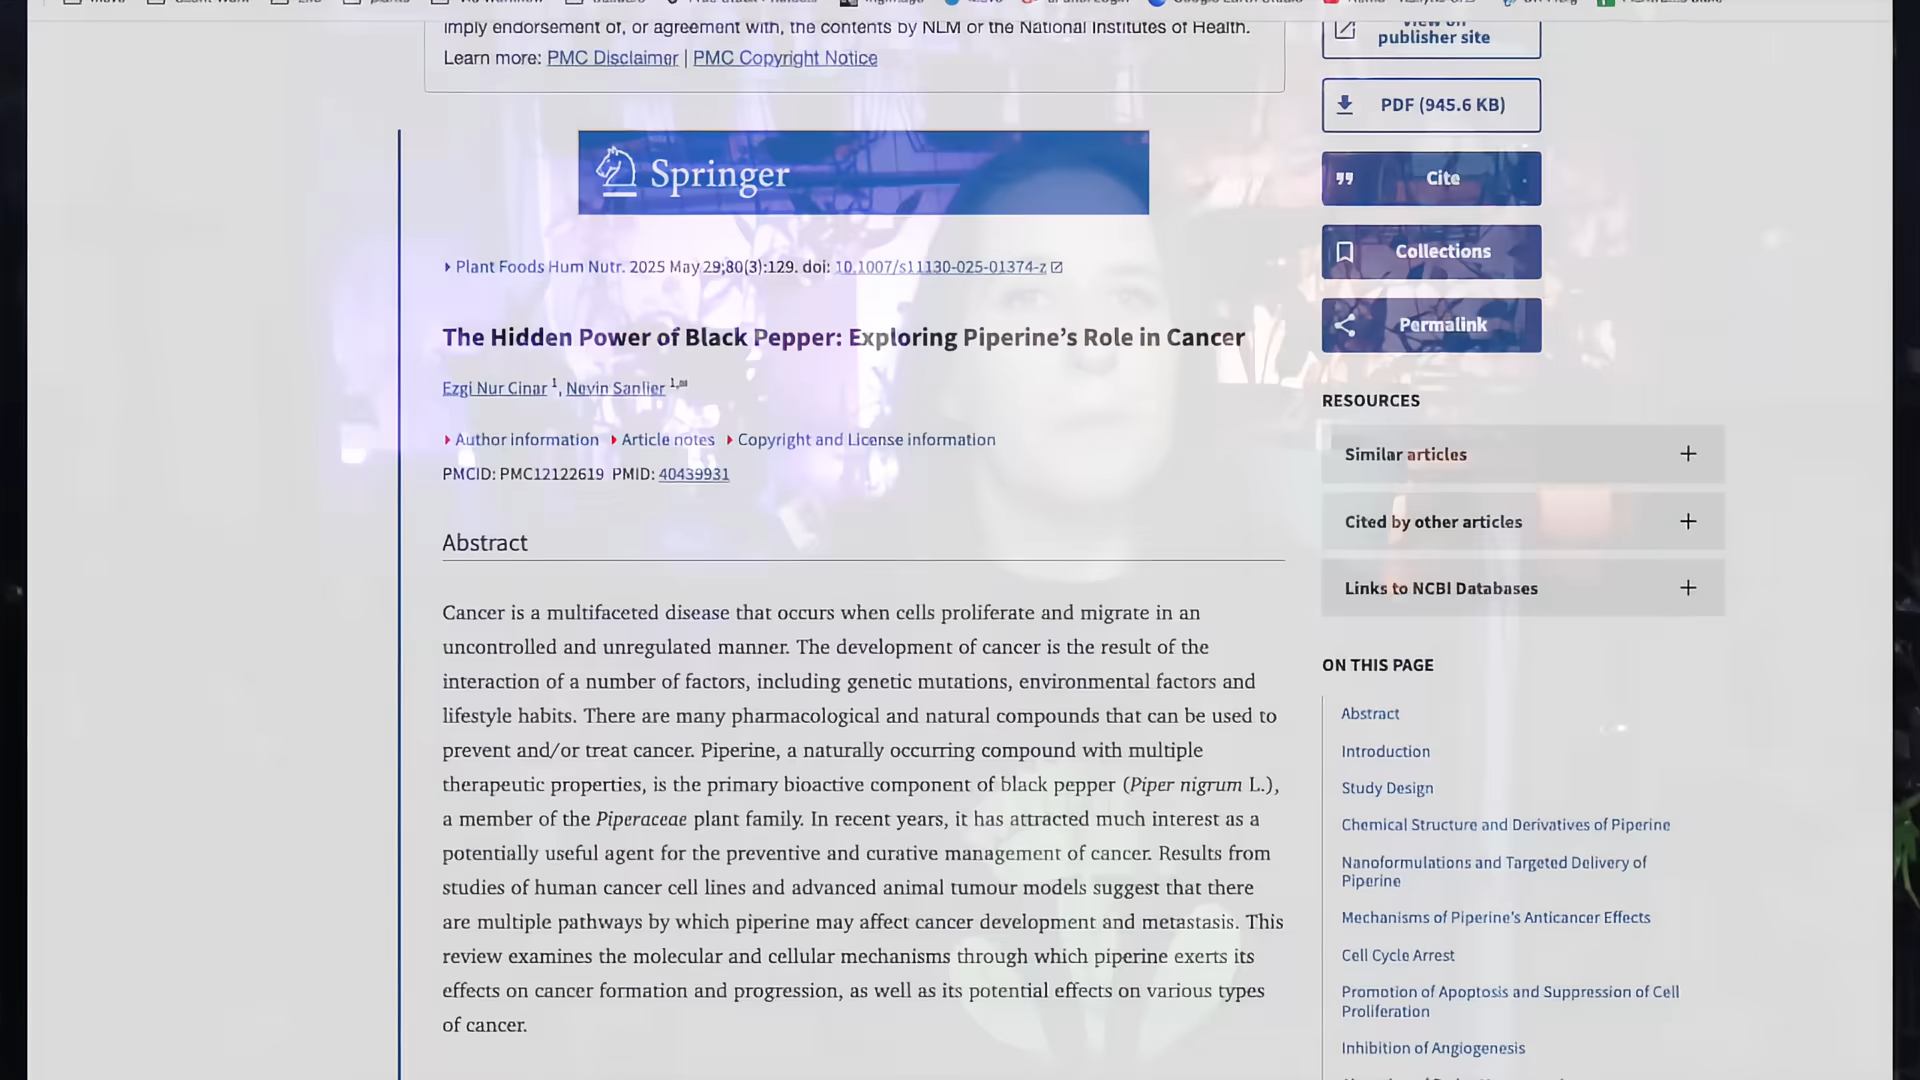 imply endorsement of, or agreement with, the contents by NLM or the National Institutes of Health.
Learn more: PMC Disclaimer | PMC Copyright Notice
Springer
Plant Foods Hum Nutr. 2025 May 29;80(3):129. doi: 10.1007/s11130-025-01374-z
The Hidden Power of Black Pepper: Exploring Piperine's Role in Cancer
Ezgi Nur Cinar 1, Nevin Sanlier 1,✉
Author information Article notes Copyright and License information
PMCID: PMC12122619 PMID: 40439931
Abstract
Cancer is a multifaceted disease that occurs when cells proliferate and migrate in an
uncontrolled and unregulated manner. The development of cancer is the result of the
interaction of a number of factors, including genetic mutations, environmental factors and
lifestyle habits. There are many pharmacological and natural compounds that can be used to
prevent and/or treat cancer. Piperine, a naturally occurring compound with multiple
therapeutic properties, is the primary bioactive component of black pepper (Piper nigrum L.),
a member of the Piperaceae plant family. In recent years, it has attracted much interest as a
potentially useful agent for the preventive and curative management of cancer. Results from
studies of human cancer cell lines and advanced animal tumour models suggest that there
are multiple pathways by which piperine may affect cancer development and metastasis. This
review examines the molecular and cellular mechanisms through which piperine exerts its
effects on cancer formation and progression, as well as its potential effects on various types
of cancer.
View on
publisher site
PDF (945.6 KB)
Cite
Collections
Permalink
RESOURCES
Similar articles
Cited by other articles
Links to NCBI Databases
ON THIS PAGE
Abstract
Introduction
Study Design
Chemical Structure and Derivatives of Piperine
Nanoformulations and Targeted Delivery of
Piperine
Mechanisms of Piperine's Anticancer Effects
Cell Cycle Arrest
Promotion of Apoptosis and Suppression of Cell
Proliferation
Inhibition of Angiogenesis